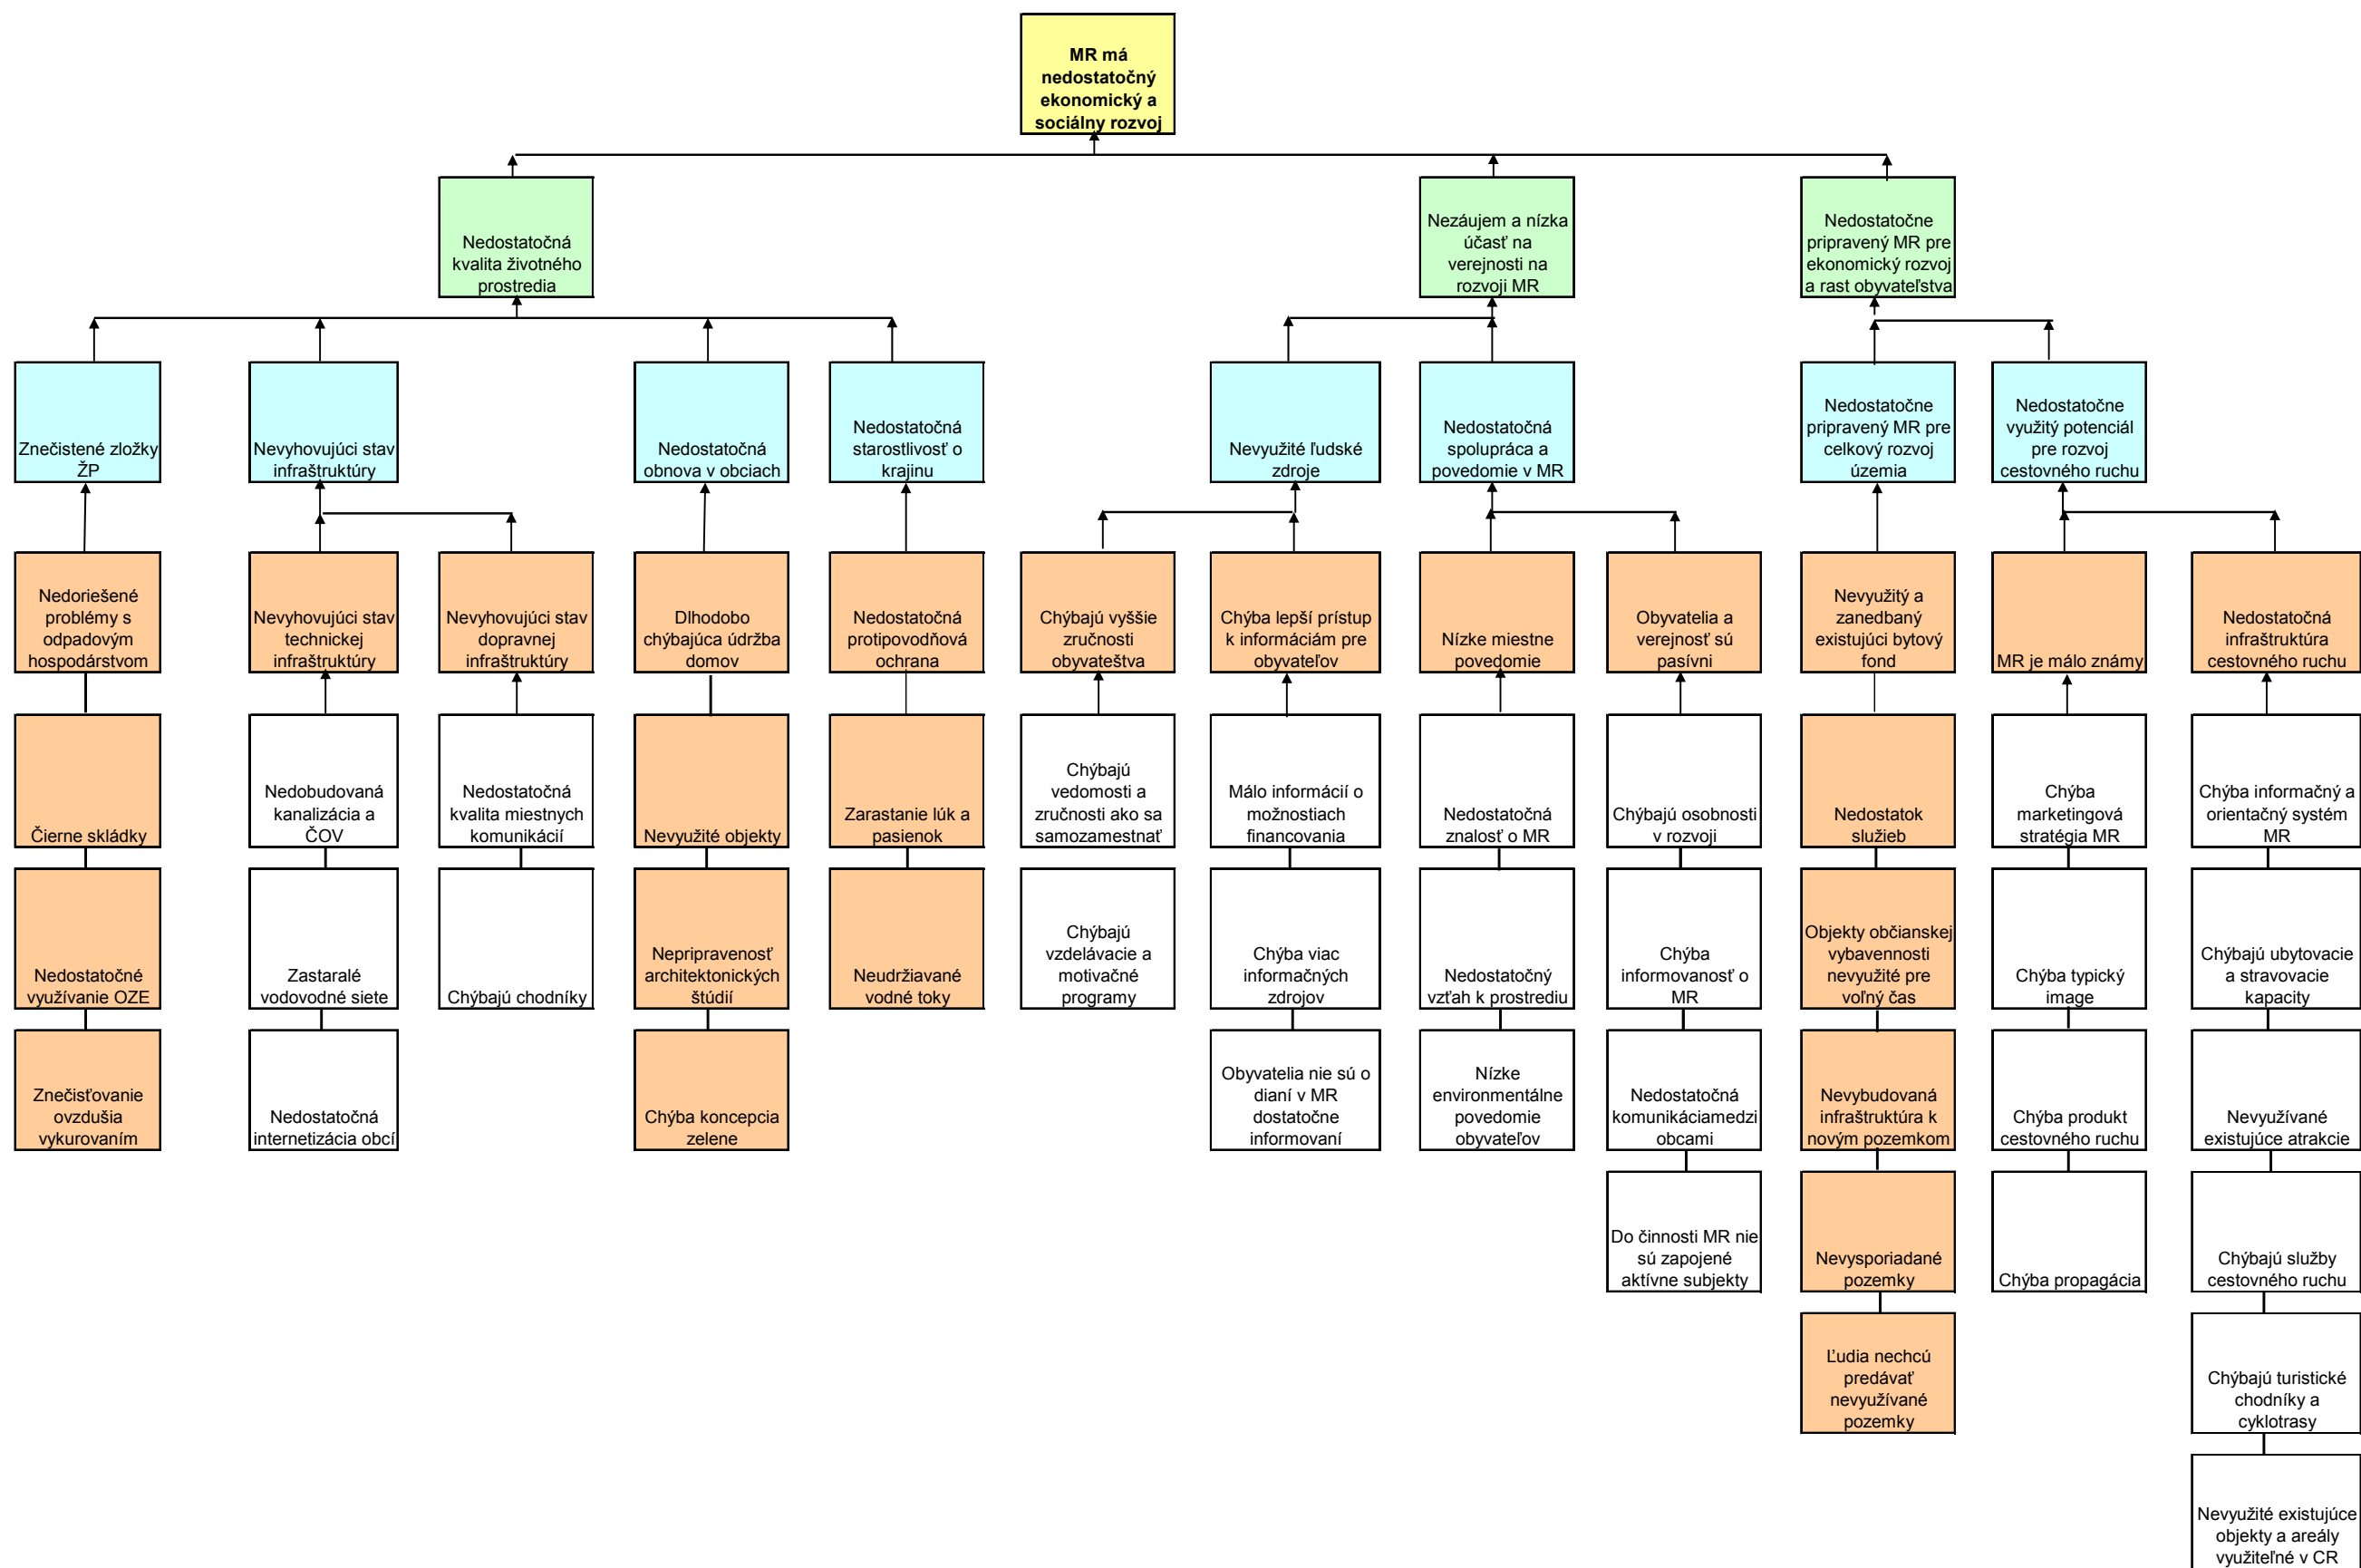 MR má
nedostatočný
ekonomický a
sociálny rozvoj
Nedostatočná
kvalita životného
prostredia
Nezáujem a nízka
účasť na
verejnosti na
rozvoji MR
Nedostatočne
pripravený MR pre
ekonomický rozvoj
a rast obyvateľstva
Znečistené zložky
ŽP
Nevyhovujúci stav
infraštruktúry
Nedostatočná
obnova v obciach
Nedostatočná
starostlivosť o
krajinu
Nevyužité ľudské
zdroje
Nedostatočná
spolupráca a
povedomie v MR
Nedostatočne
pripravený MR pre
celkový rozvoj
územia
Nedostatočne
využitý potenciál
pre rozvoj
cestovného ruchu
Nedoriešené
problémy s
odpadovým
hospodárstvom
Nevyhovujúci stav
technickej
infraštruktúry
Nevyhovujúci stav
dopravnej
infraštruktúry
Dlhodobo
chýbajúca údržba
domov
Nedostatočná
protipovodňová
ochrana
Chýbajú vyššie
zručnosti
obyvateštva
Chýba lepší prístup
k informáciám pre
obyvateľov
Nízke miestne
povedomie
Obyvatelia a
verejnosť sú
pasívni
Nevyužitý a
zanedbaný
existujúci bytový
fond
MR je málo známy
Nedostatočná
infraštruktúra
cestovného ruchu
Čierne skládky
Nedobudovaná
kanalizácia a
ČOV
Nedostatočná
kvalita miestnych
komunikácií
Nevyužité objekty
Zarastanie lúk a
pasienok
Chýbajú
vedomosti a
zručnosti ako sa
samozamestnať
Málo informácií o
možnostiach
financovania
Nedostatočná
znalosť o MR
Chýbajú osobnosti
v rozvoji
Nedostatok
služieb
Chýba
marketingová
stratégia MR
Chýba informačný a
orientačný systém
MR
Nedostatočné
využívanie OZE
Zastaralé
vodovodné siete
Chýbajú chodníky
Nepripravenosť
architektonických
štúdií
Neudržiavané
vodné toky
Chýbajú
vzdelávacie a
motivačné
programy
Chýba viac
informačných
zdrojov
Nedostatočný
vzťah k prostrediu
Chýba
informovanosť o
MR
Objekty občianskej
vybavennosti
nevyužité pre
voľný čas
Chýba typický
image
Chýbajú ubytovacie
a stravovacie
kapacity
Znečisťovanie
ovzdušia
vykurovaním
Nedostatočná
internetizácia obcí
Chýba koncepcia
zelene
Obyvatelia nie sú o
dianí v MR
dostatočne
informovaní
Nízke
environmentálne
povedomie
obyvateľov
Nedostatočná
komunikáciamedzi
obcami
Nevybudovaná
infraštruktúra k
novým pozemkom
Chýba produkt
cestovného ruchu
Nevyužívané
existujúce atrakcie
Do činnosti MR nie
sú zapojené
aktívne subjekty
Nevysporiadané
pozemky
Chýba propagácia
Chýbajú služby
cestovného ruchu
Ľudia nechcú
predávať
nevyužívané
pozemky
Chýbajú turistické
chodníky a
cyklotrasy
Nevyužité existujúce
objekty a areály
využiteľné v CR